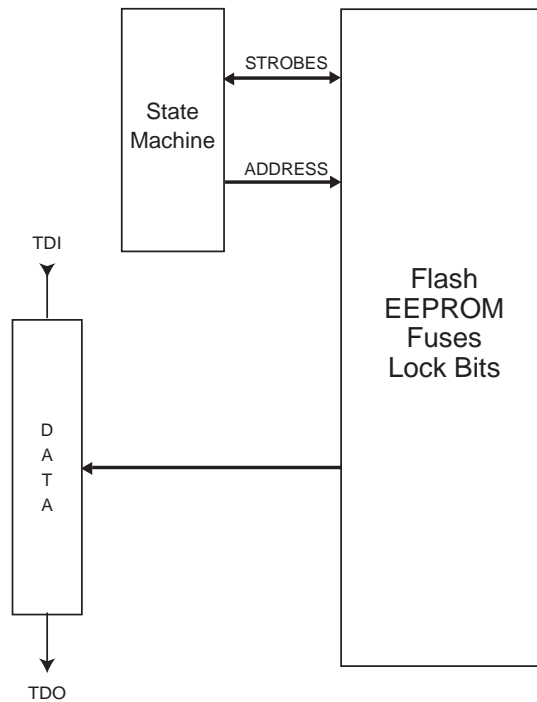 STROBES
State
Machine
ADDRESS
TDI
Flash
EEPROM
Fuses
Lock Bits
D
A
T
A
TDO